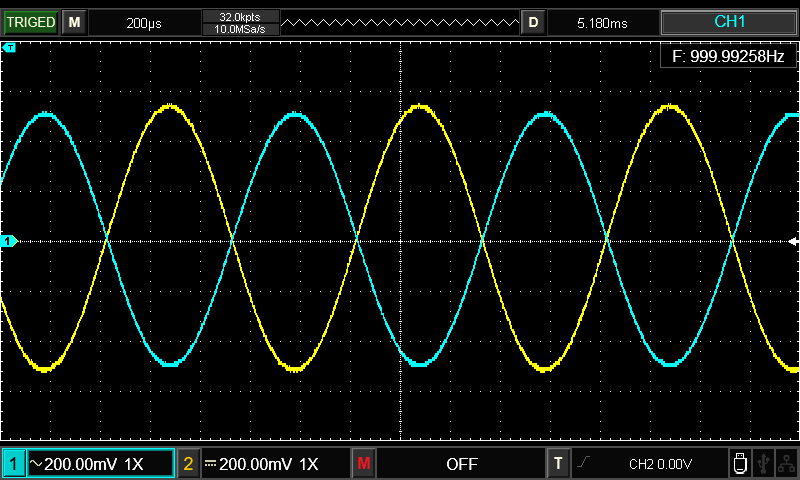 TRIGED M 200μs 32.0kpts D 5.180ms CH1
10.0MSa/s
T
F: 999.99258Hz
1
1 200.00mV 1X 2 200.00mV 1X M OFF T CH2 0.00V